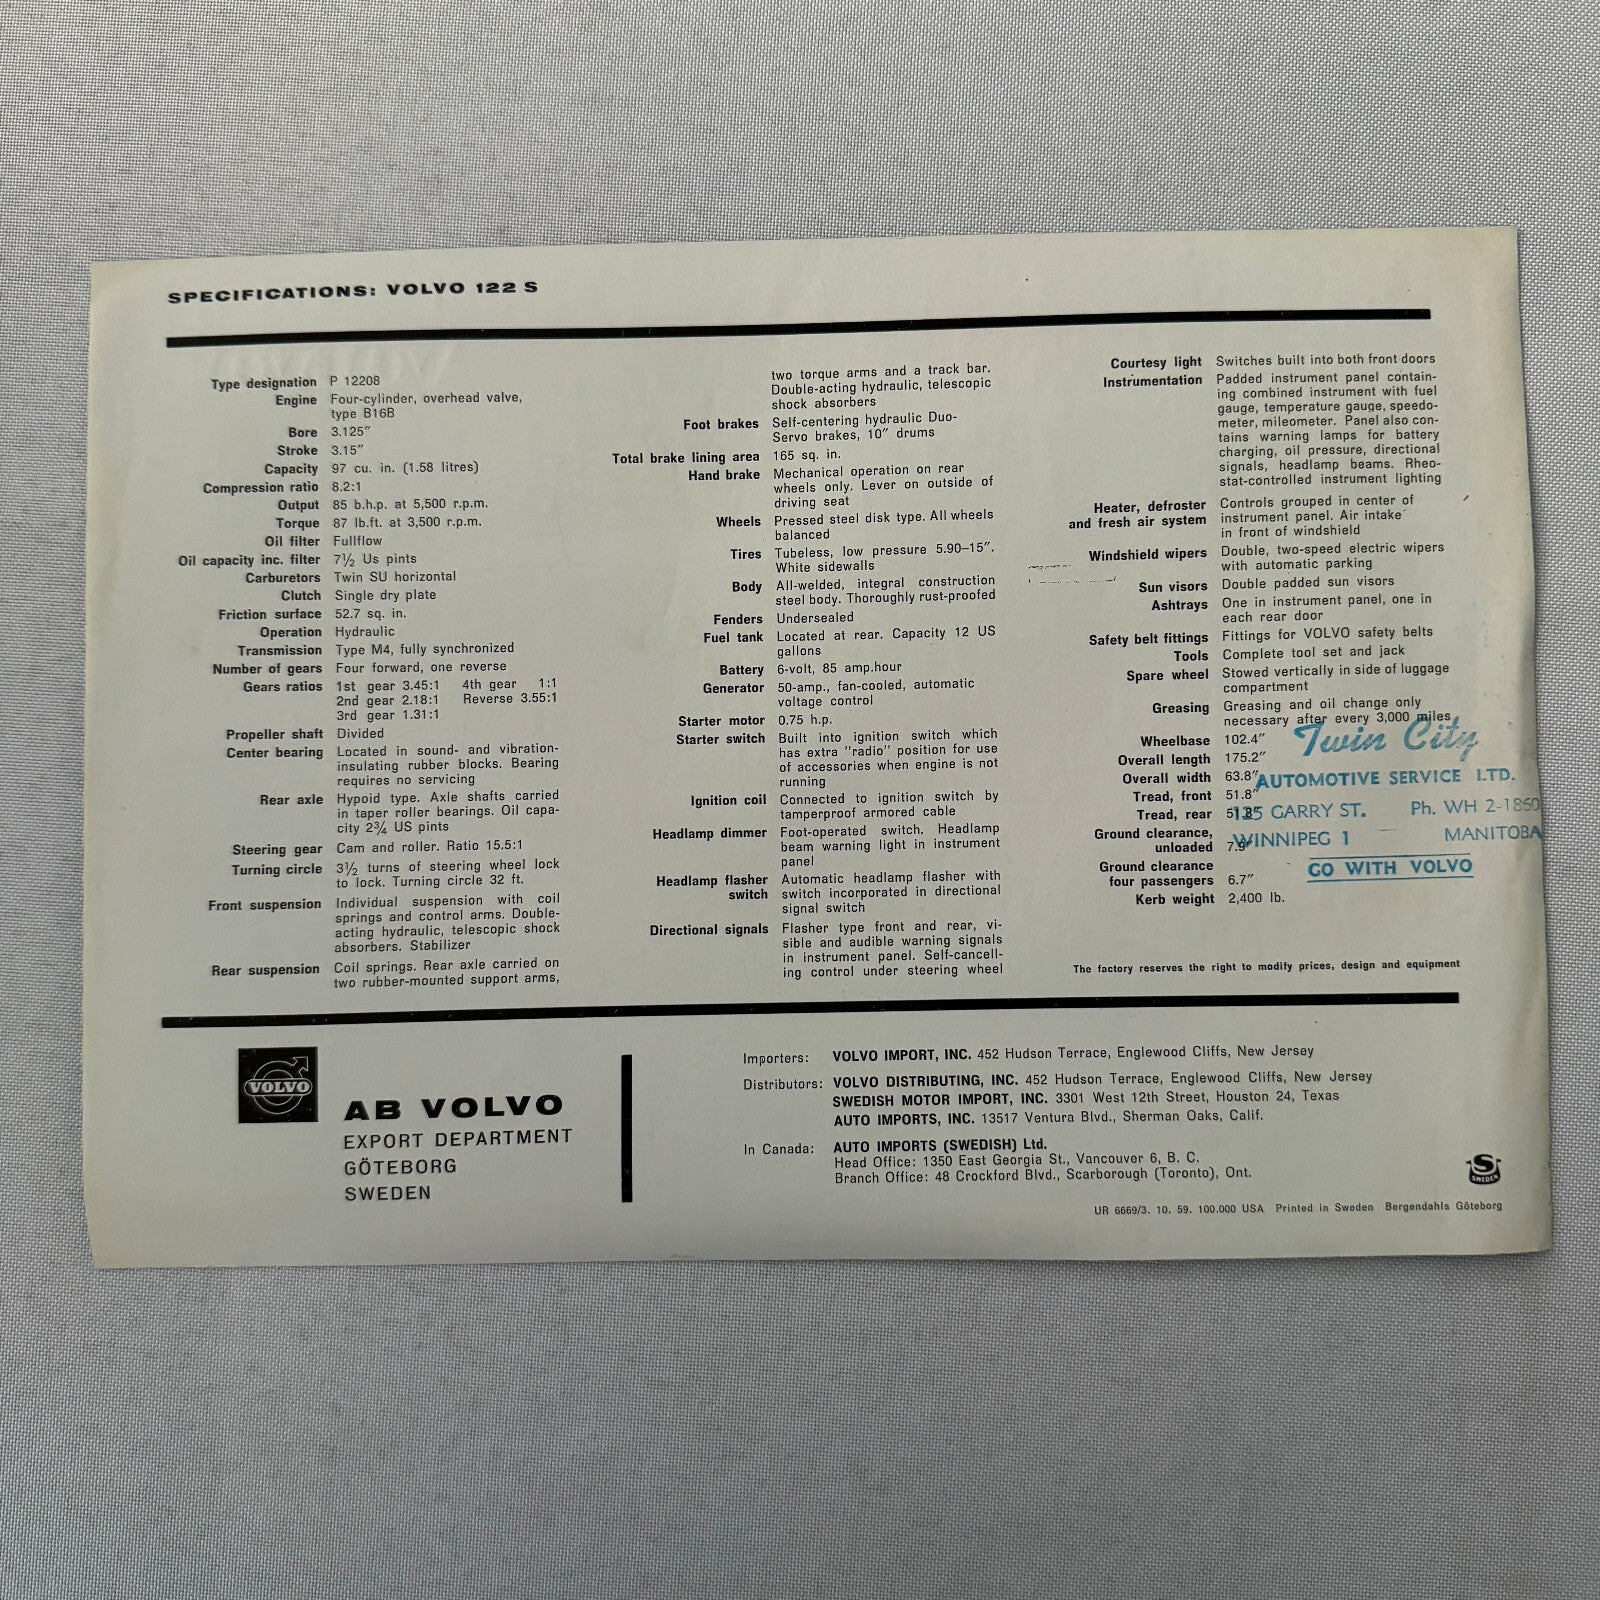 SPECIFICATIONS: VOLVO 122 S
Type designation P 12208
Engine Four-cylinder, overhead valve,
type B16B
Bore 3.125″
Stroke 3.15″
Capacity 97 cu. in. (1.58 litres)
Compression ratio 8.2:1
Output 85 b.h.p. at 5,500 r.p.m.
Torque 87 lb.ft. at 3,500 r.p.m.
Oil filter Fullflow
Oil capacity inc. filter 7½ Us pints
Carburetors Twin SU horizontal
Clutch Single dry plate
Friction surface 52.7 sq. in.
Operation Hydraulic
Transmission Type M4, fully synchronized
Number of gears Four forward, one reverse
Gears ratios 1st gear 3.45:1 4th gear 1:1
2nd gear 2.18:1 Reverse 3.55:1
3rd gear 1.31:1
Propeller shaft Divided
Center bearing Located in sound- and vibration-
insulating rubber blocks. Bearing
requires no servicing
Rear axle Hypoid type. Axle shafts carried
in taper roller bearings. Oil capa-
city 2¾ US pints
Steering gear Cam and roller. Ratio 15.5:1
Turning circle 3½ turns of steering wheel lock
to lock. Turning circle 32 ft.
Front suspension Individual suspension with coil
springs and control arms. Double-
acting hydraulic, telescopic shock
absorbers. Stabilizer
Rear suspension Coil springs. Rear axle carried on
two rubber-mounted support arms,
two torque arms and a track bar.
Double-acting hydraulic, telescopic
shock absorbers
Foot brakes Self-centering hydraulic Duo-
Servo brakes, 10″ drums
Total brake lining area 165 sq. in.
Hand brake Mechanical operation on rear
wheels only. Lever on outside of
driving seat
Wheels Pressed steel disk type. All wheels
balanced
Tires Tubeless, low pressure 5.90–15″.
White sidewalls
Body All-welded, integral construction
steel body. Thoroughly rust-proofed
Fenders Undersealed
Fuel tank Located at rear. Capacity 12 US
gallons
Battery 6-volt, 85 amp.hour
Generator 50-amp., fan-cooled, automatic
voltage control
Starter motor 0.75 h.p.
Starter switch Built into ignition switch which
has extra "radio" position for use
of accessories when engine is not
running
Ignition coil Connected to ignition switch by
tamperproof armored cable
Headlamp dimmer Foot-operated switch. Headlamp
beam warning light in instrument
panel
Headlamp flasher Automatic headlamp flasher with
switch switch incorporated in directional
signal switch
Directional signals Flasher type front and rear, vi-
sible and audible warning signals
in instrument panel. Self-cancell-
ing control under steering wheel
Courtesy light Switches built into both front doors
Instrumentation Padded instrument panel contain-
ing combined instrument with fuel
gauge, temperature gauge, speedo-
meter, mileometer. Panel also con-
tains warning lamps for battery
charging, oil pressure, directional
signals, headlamp beams. Rheo-
stat-controlled instrument lighting
Heater, defroster Controls grouped in center of
and fresh air system instrument panel. Air intake
in front of windshield
Windshield wipers Double, two-speed electric wipers
with automatic parking
Sun visors Double padded sun visors
Ashtrays One in instrument panel, one in
each rear door
Safety belt fittings Fittings for VOLVO safety belts
Tools Complete tool set and jack
Spare wheel Stowed vertically in side of luggage
compartment
Greasing Greasing and oil change only
necessary after every 3,000 miles
Wheelbase 102.4″
Overall length 175.2″
Overall width 63.8″
Tread, front 51.8″
Tread, rear 51.8″
Ground clearance,
unloaded 7.9″
Ground clearance
four passengers 6.7″
Kerb weight 2,400 lb.
Twin City
AUTOMOTIVE SERVICE LTD.
135 GARRY ST. Ph. WH 2-1860
WINNIPEG 1 — MANITOBA
GO WITH VOLVO
The factory reserves the right to modify prices, design and equipment
VOLVO
AB VOLVO
EXPORT DEPARTMENT
GÖTEBORG
SWEDEN
Importers: VOLVO IMPORT, INC. 452 Hudson Terrace, Englewood Cliffs, New Jersey
Distributors: VOLVO DISTRIBUTING, INC. 452 Hudson Terrace, Englewood Cliffs, New Jersey
SWEDISH MOTOR IMPORT, INC. 3301 West 12th Street, Houston 24, Texas
AUTO IMPORTS, INC. 13517 Ventura Blvd., Sherman Oaks, Calif.
In Canada: AUTO IMPORTS (SWEDISH) Ltd.
Head Office: 1350 East Georgia St., Vancouver 6, B. C.
Branch Office: 48 Crockford Blvd., Scarborough (Toronto), Ont.
S
SWEDEN
UR 6669/3. 10. 59. 100.000 USA Printed in Sweden Bergendahls Göteborg